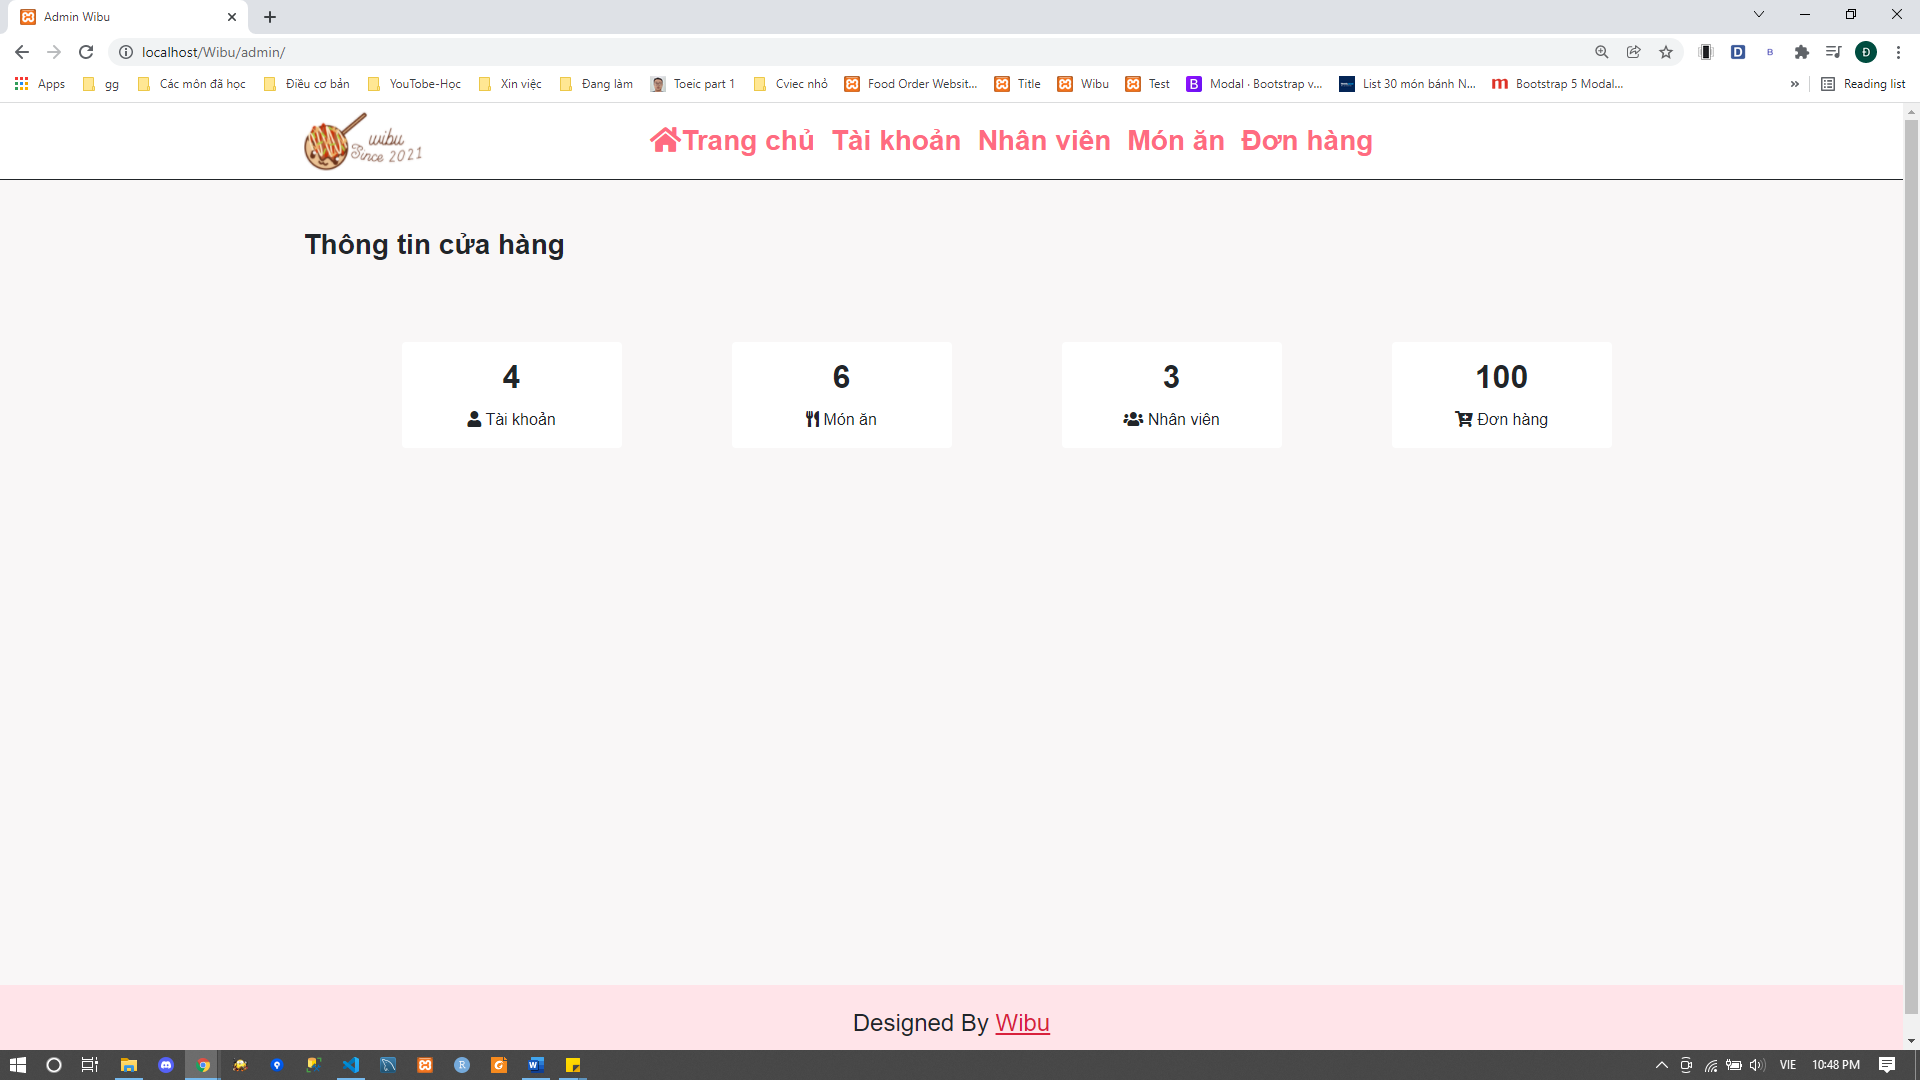 Admin Wibu
localhost/Wibu/admin/
Apps gg Các môn đã học Điều cơ bản YouTobe-Học Xin việc Đang làm Toeic part 1 Cviec nhỏ Food Order Websit... Title Wibu Test Modal · Bootstrap v... List 30 món bánh N... Bootstrap 5 Modal... » Reading list
wibu
Since 2021
Trang chủ Tài khoản Nhân viên Món ăn Đơn hàng
Thông tin cửa hàng
4 6 3 100
Tài khoản Món ăn Nhân viên Đơn hàng
Designed By Wibu
VIE 10:48 PM